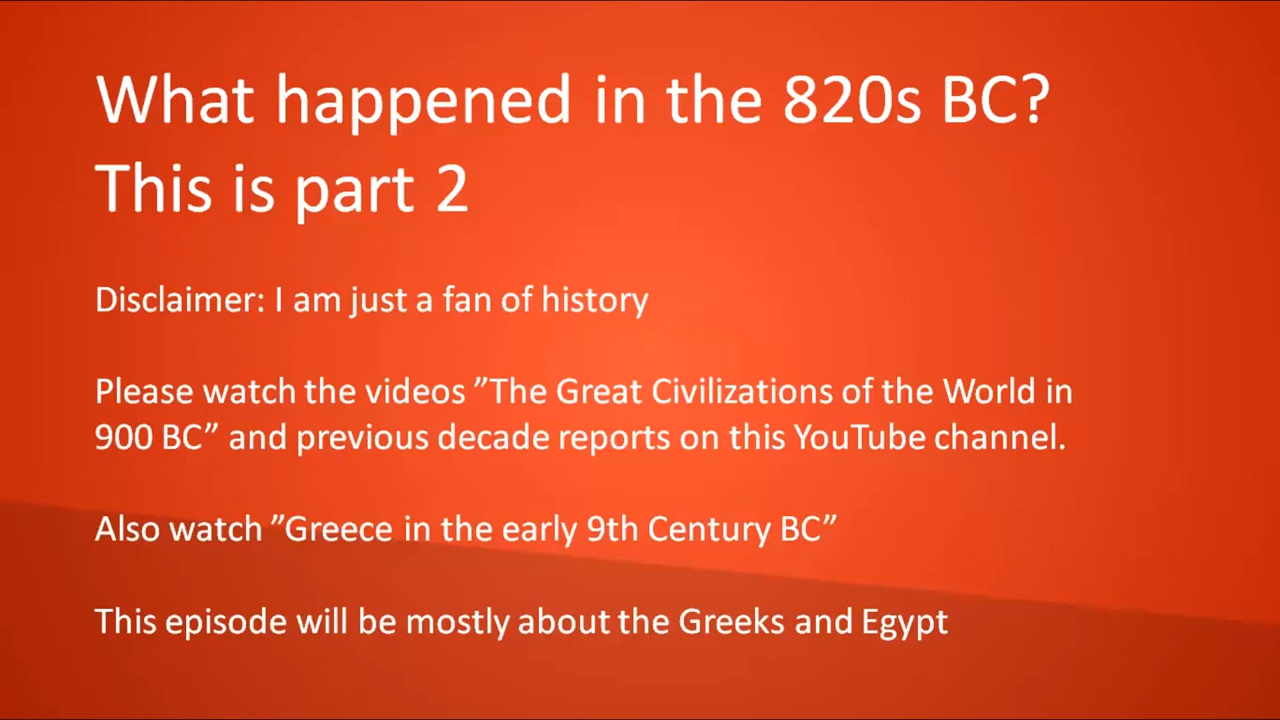 What happened in the 820s BC?
This is part 2
Disclaimer: I am just a fan of history
Please watch the videos ”The Great Civilizations of the World in
900 BC” and previous decade reports on this YouTube channel.
Also watch ”Greece in the early 9th Century BC”
This episode will be mostly about the Greeks and Egypt